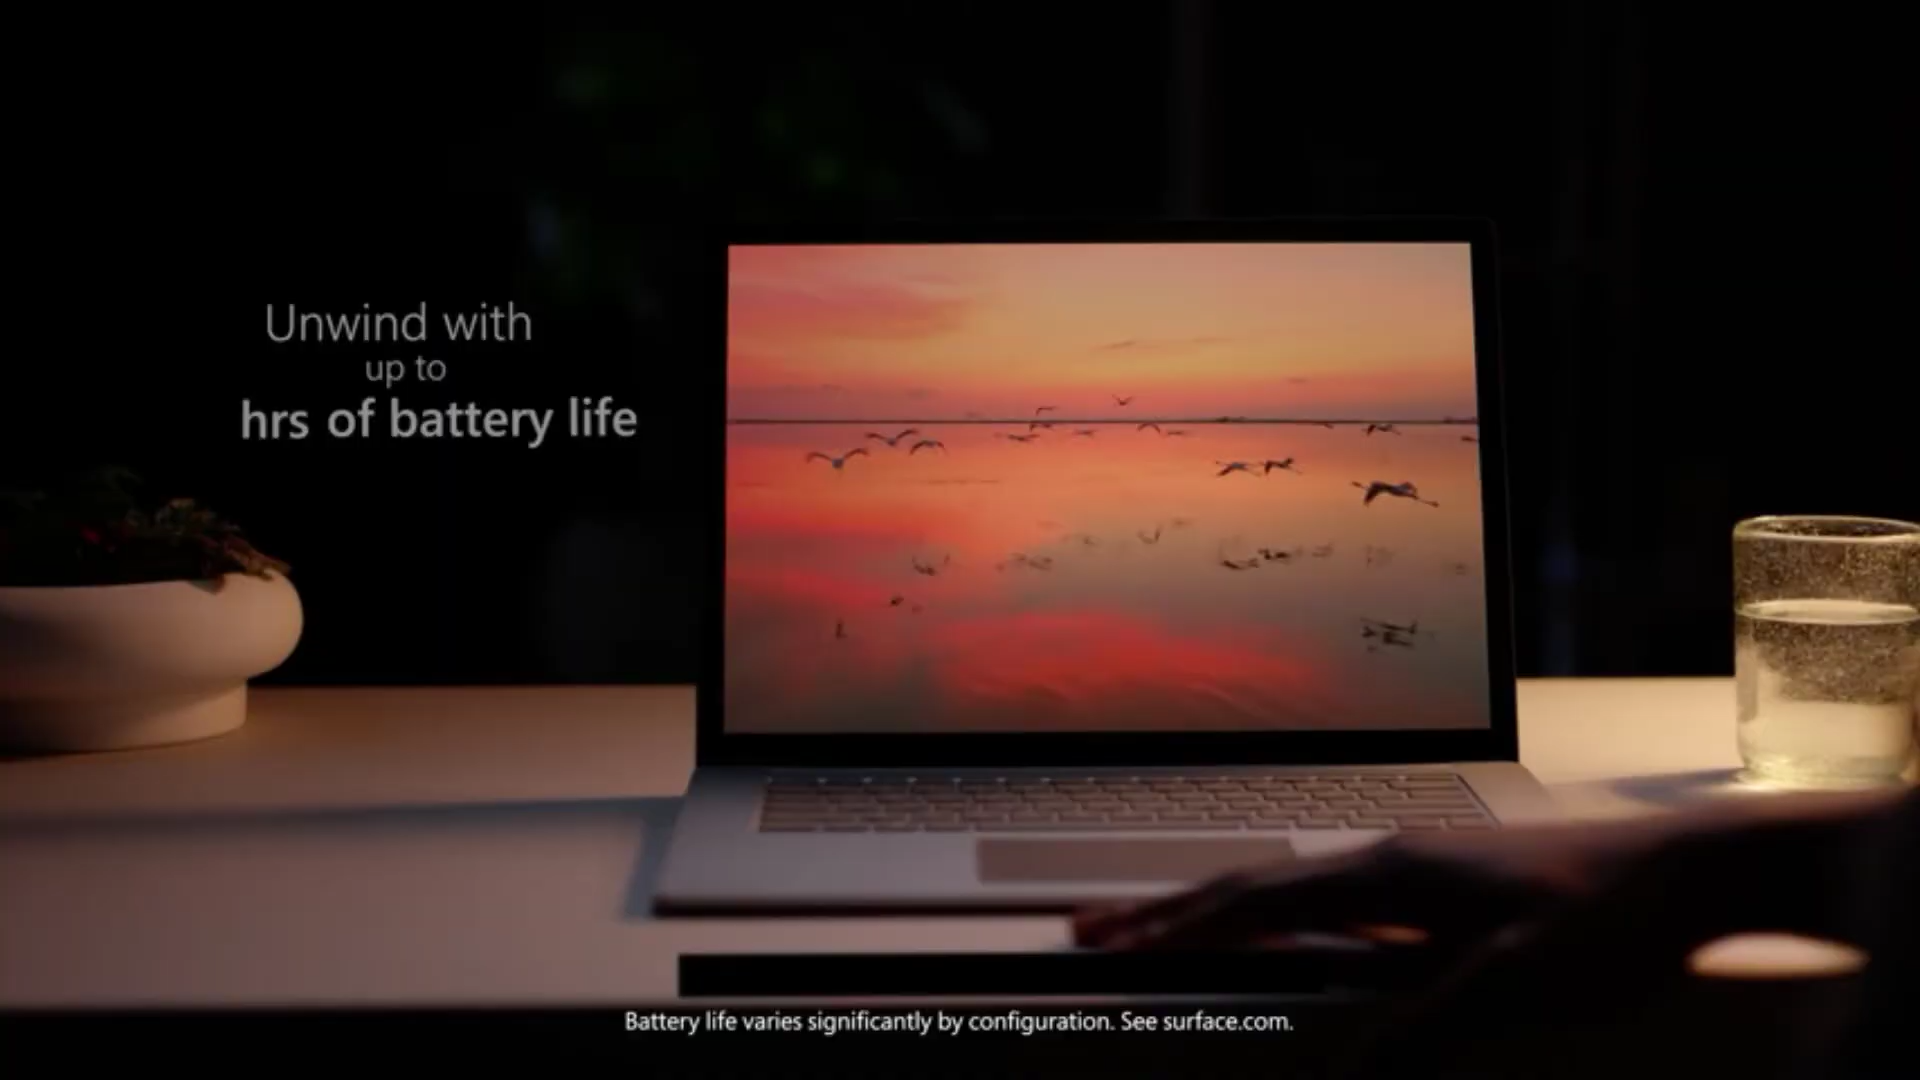 Unwind with
up to
hrs of battery life
Battery life varies significantly by configuration. See surface.com.